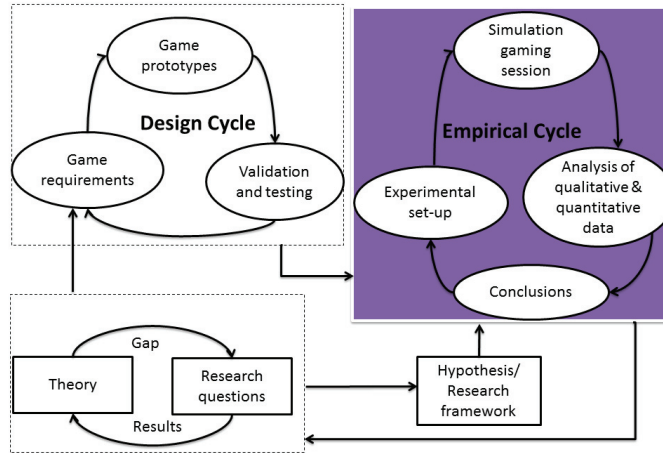 Game
prototypes
Design Cycle
Game
requirements
Validation
and testing
Simulation
gaming
session
Empirical Cycle
Experimental
set-up
Analysis of
qualitative &
quantitative
data
Conclusions
Gap
Theory
Research
questions
Results
Hypothesis/
Research
framework